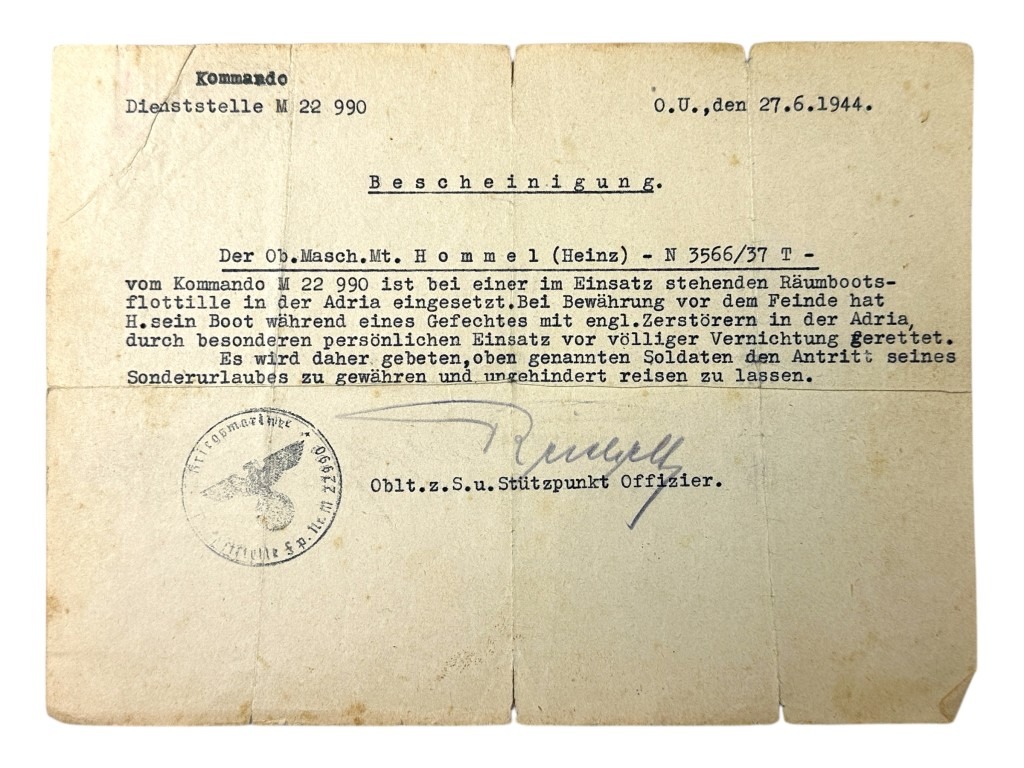 Kommando
Dienststelle M 22 990
O.U.,den 27.6.1944.
B e s c h e i n i g u n g.
Der Ob.Masch.Mt. H o m m e l (Heinz) - N 3566/37 T -
vom Kommando M 22 990 ist bei einer im Einsatz stehenden Räumboots-
flottille in der Adria eingesetzt.Bei Bewährung vor dem Feinde hat
H.sein Boot während eines Gefechtes mit engl.Zerstörern in der Adria,
durch besonderen persönlichen Einsatz vor völliger Vernichtung gerettet.
Es wird daher gebeten,oben genannten Soldaten den Antritt seines
Sonderurlaubes zu gewähren und ungehindert reisen zu lassen.
Kriegsmarine
Fp. Nr. M 22990
Oblt.z.S.u.Stützpunkt Offizier.